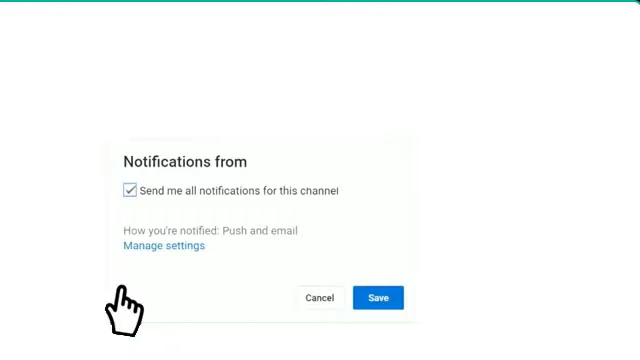 Notifications from
Send me all notifications for this channel
How you're notified: Push and email
Manage settings
Cancel Save